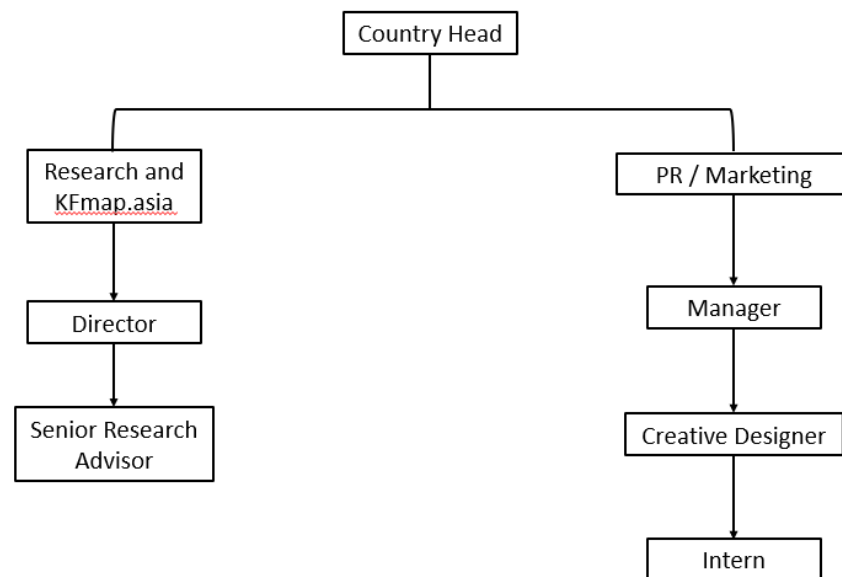 Country Head
Research and
KFmap.asia
PR / Marketing
Director
Manager
Senior Research
Advisor
Creative Designer
Intern